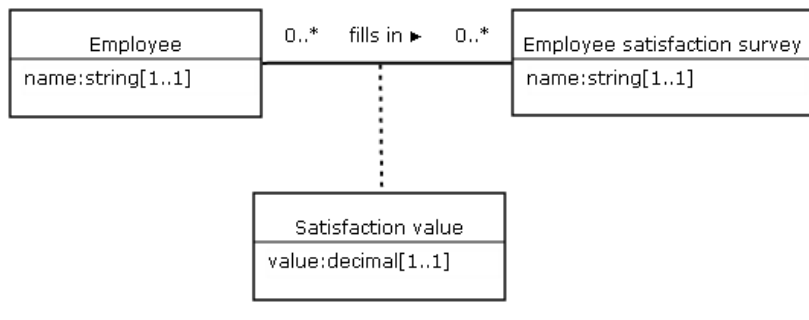 Employee
name:string[1..1]
0..* fills in ► 0..*
Employee satisfaction survey
name:string[1..1]
Satisfaction value
value:decimal[1..1]